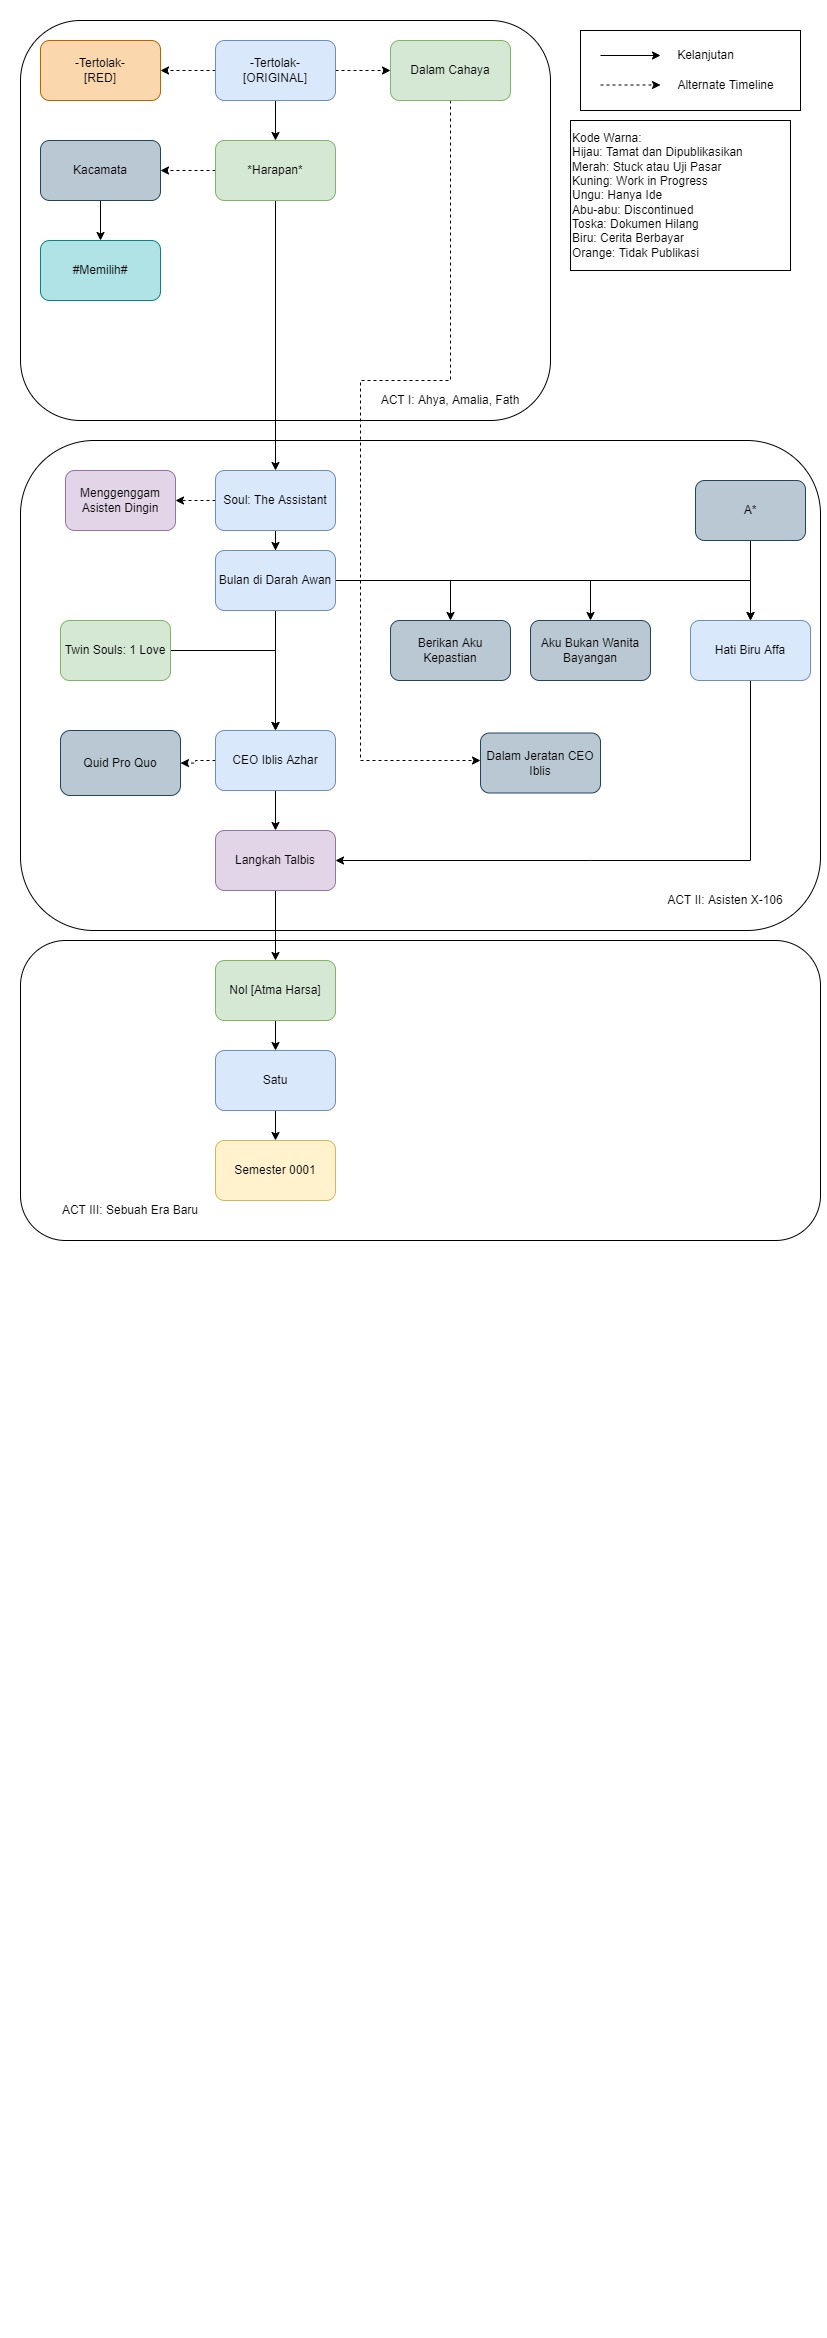 -Tertolak-
[RED]
-Tertolak-
[ORIGINAL]
Dalam Cahaya
Kelanjutan
Alternate Timeline
Kode Warna:
Hijau: Tamat dan Dipublikasikan
Merah: Stuck atau Uji Pasar
Kuning: Work in Progress
Ungu: Hanya Ide
Abu-abu: Discontinued
Toska: Dokumen Hilang
Biru: Cerita Berbayar
Orange: Tidak Publikasi
Kacamata
*Harapan*
#Memilih#
ACT I: Ahya, Amalia, Fath
Menggenggam
Asisten Dingin
Soul: The Assistant
A*
Bulan di Darah Awan
Twin Souls: 1 Love
Berikan Aku
Kepastian
Aku Bukan Wanita
Bayangan
Hati Biru Affa
Quid Pro Quo
CEO Iblis Azhar
Dalam Jeratan CEO
Iblis
Langkah Talbis
ACT II: Asisten X-106
Nol [Atma Harsa]
Satu
Semester 0001
ACT III: Sebuah Era Baru